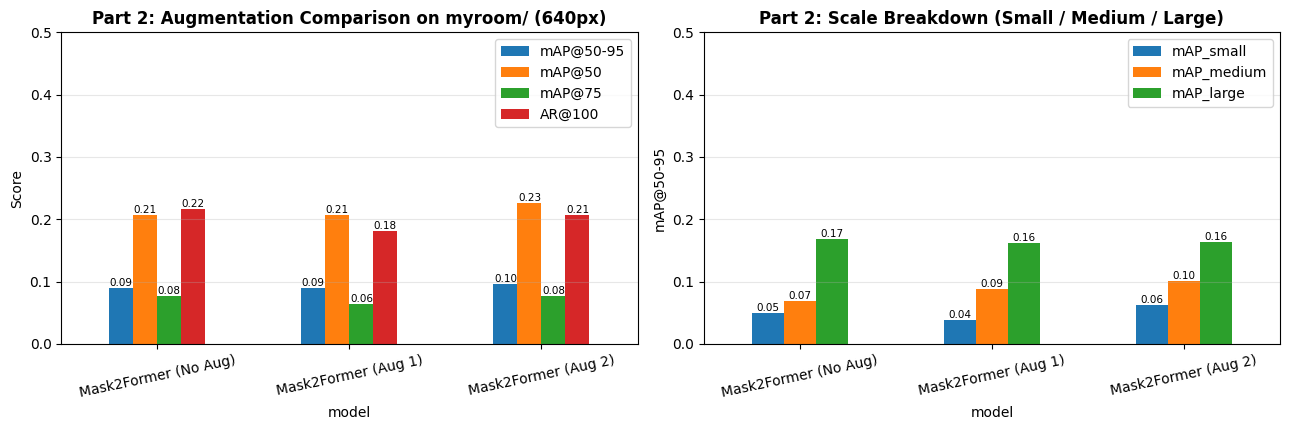 Part 2: Augmentation Comparison on myroom/ (640px)
0.5
0.4
0.3
0.2
0.1
0.0
Score
mAP@50-95
mAP@50
mAP@75
AR@100
0.09
0.21
0.08
0.22
0.09
0.21
0.06
0.18
0.10
0.23
0.08
0.21
Mask2Former (No Aug)
Mask2Former (Aug 1)
Mask2Former (Aug 2)
model
Part 2: Scale Breakdown (Small / Medium / Large)
0.5
0.4
0.3
0.2
0.1
0.0
mAP@50-95
mAP_small
mAP_medium
mAP_large
0.05
0.07
0.17
0.04
0.09
0.16
0.06
0.10
0.16
Mask2Former (No Aug)
Mask2Former (Aug 1)
Mask2Former (Aug 2)
model